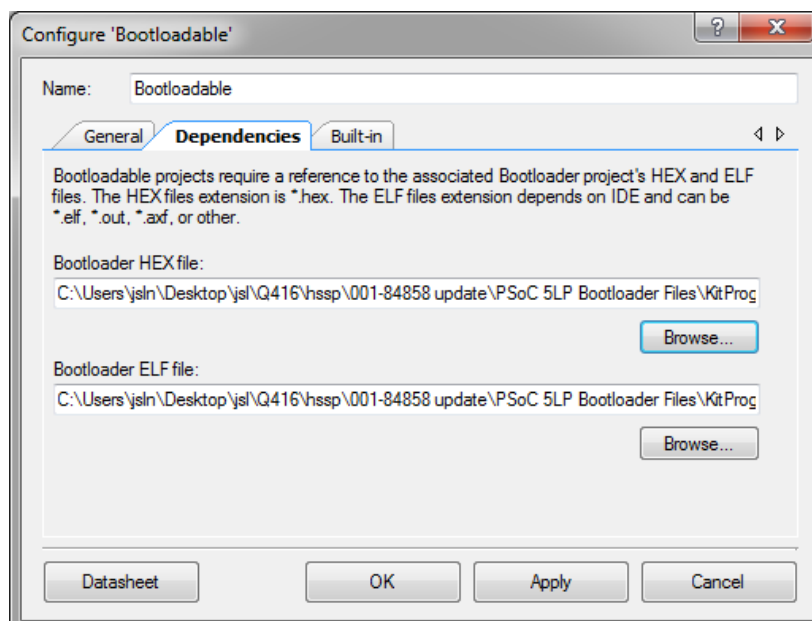 Configure 'Bootloadable'
?
Name: Bootloadable
General Dependencies Built-in
Bootloadable projects require a reference to the associated Bootloader project's HEX and ELF
files. The HEX files extension is *.hex. The ELF files extension depends on IDE and can be
*.elf, *.out, *.axf, or other.
Bootloader HEX file:
C:\Users\jsln\Desktop\jsl\Q416\hssp\001-84858 update\PSoC 5LP Bootloader Files\KitProg
Browse...
Bootloader ELF file:
C:\Users\jsln\Desktop\jsl\Q416\hssp\001-84858 update\PSoC 5LP Bootloader Files\KitProg
Browse...
Datasheet OK Apply Cancel